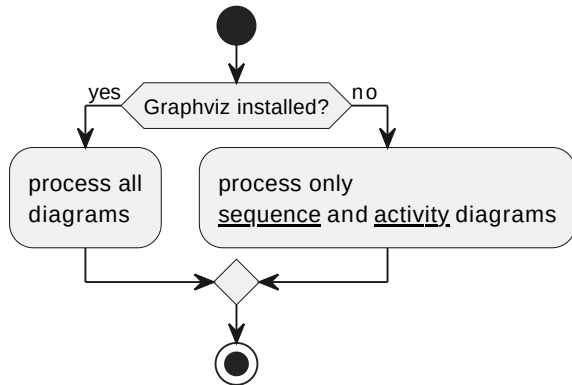 yes
no
Graphviz installed?
process all
diagrams
process only
sequence and activity diagrams